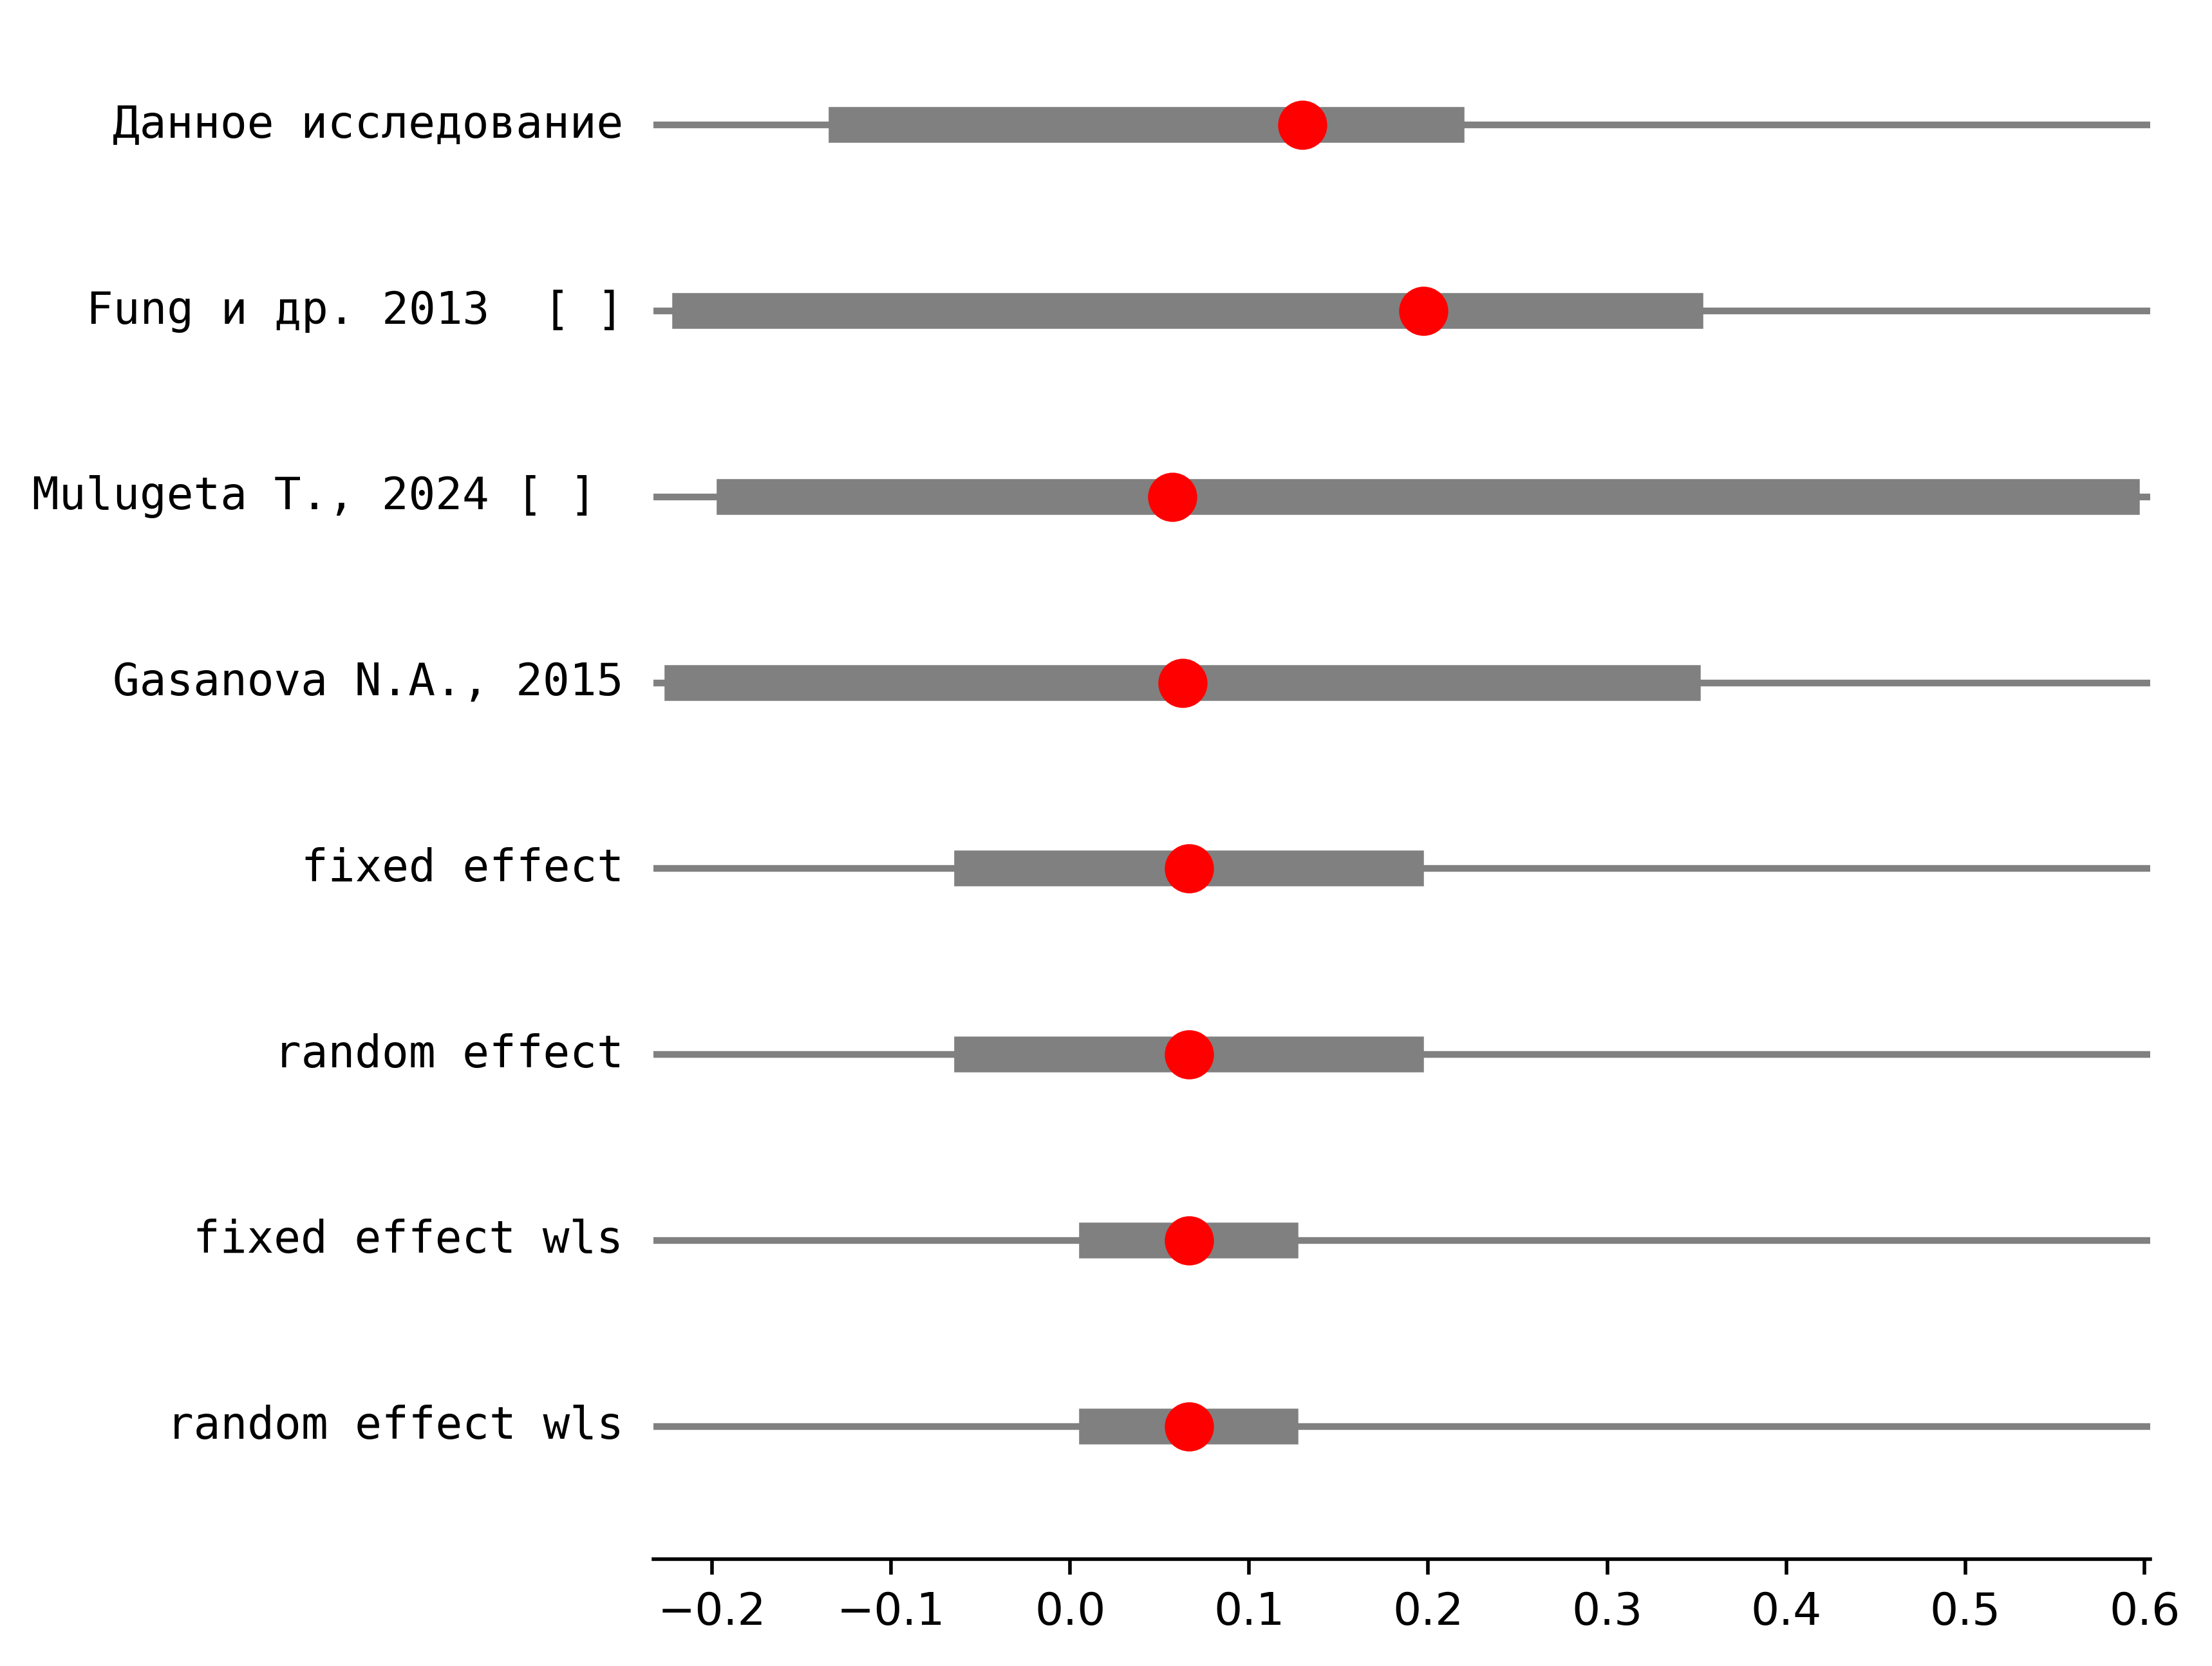 Данное исследование
Fung и др. 2013  [ ]
Mulugeta T., 2024 [ ]
Gasanova N.A., 2015
fixed effect
random effect
fixed effect wls
random effect wls
−0.2 −0.1 0.0 0.1 0.2 0.3 0.4 0.5 0.6